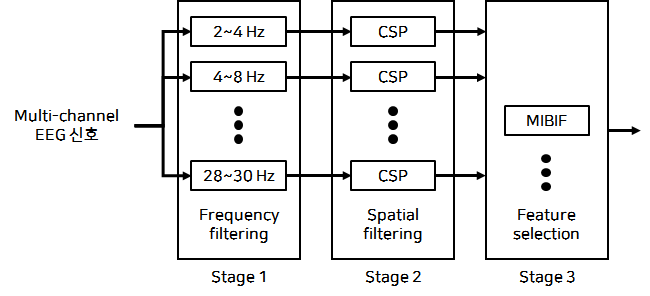 2~4 Hz
CSP
4~8 Hz
CSP
Multi-channel
EEG 신호
MIBIF
28~30 Hz
CSP
Frequency
filtering
Spatial
filtering
Feature
selection
Stage 1
Stage 2
Stage 3